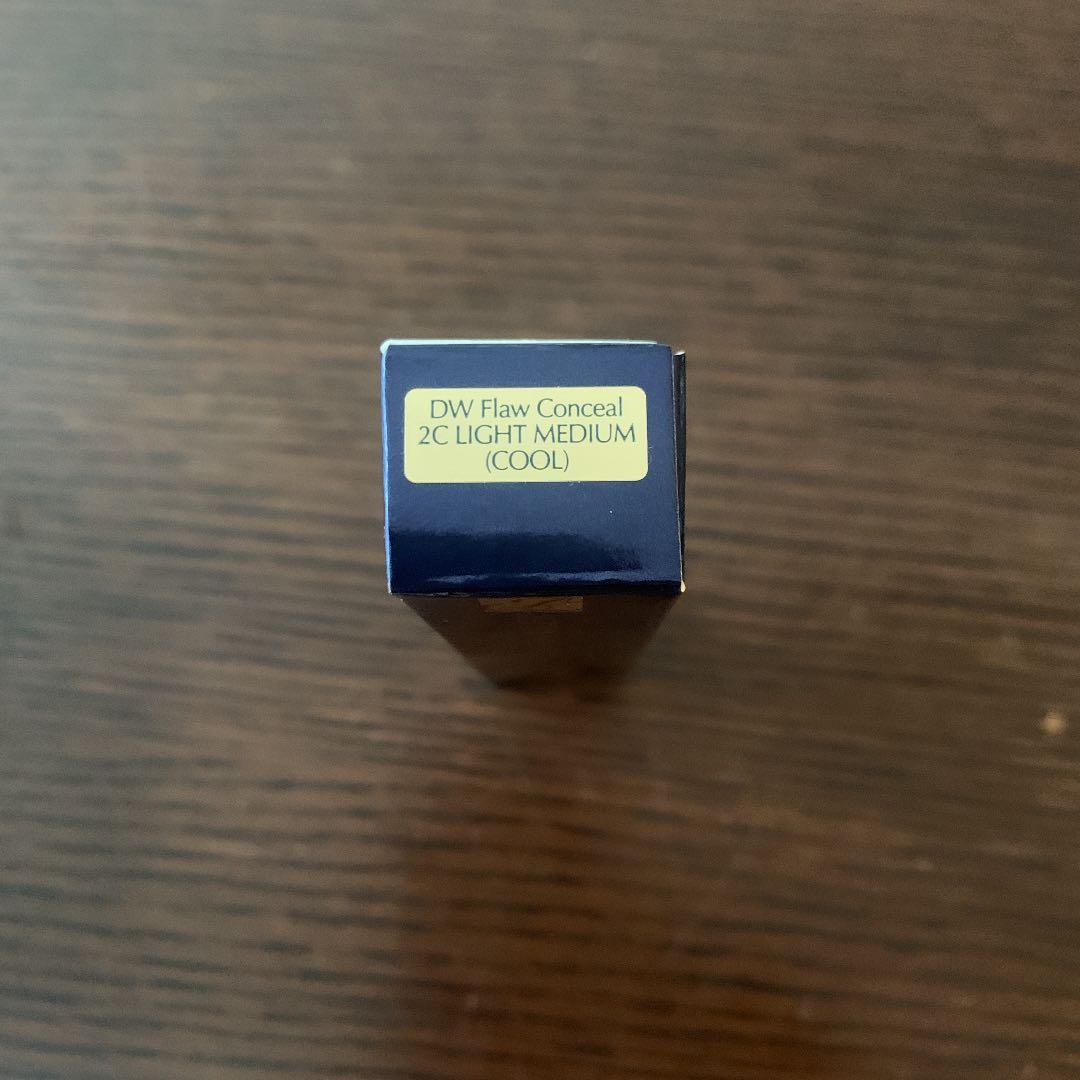 DW Flaw Conceal
2C LIGHT MEDIUM
(COOL)